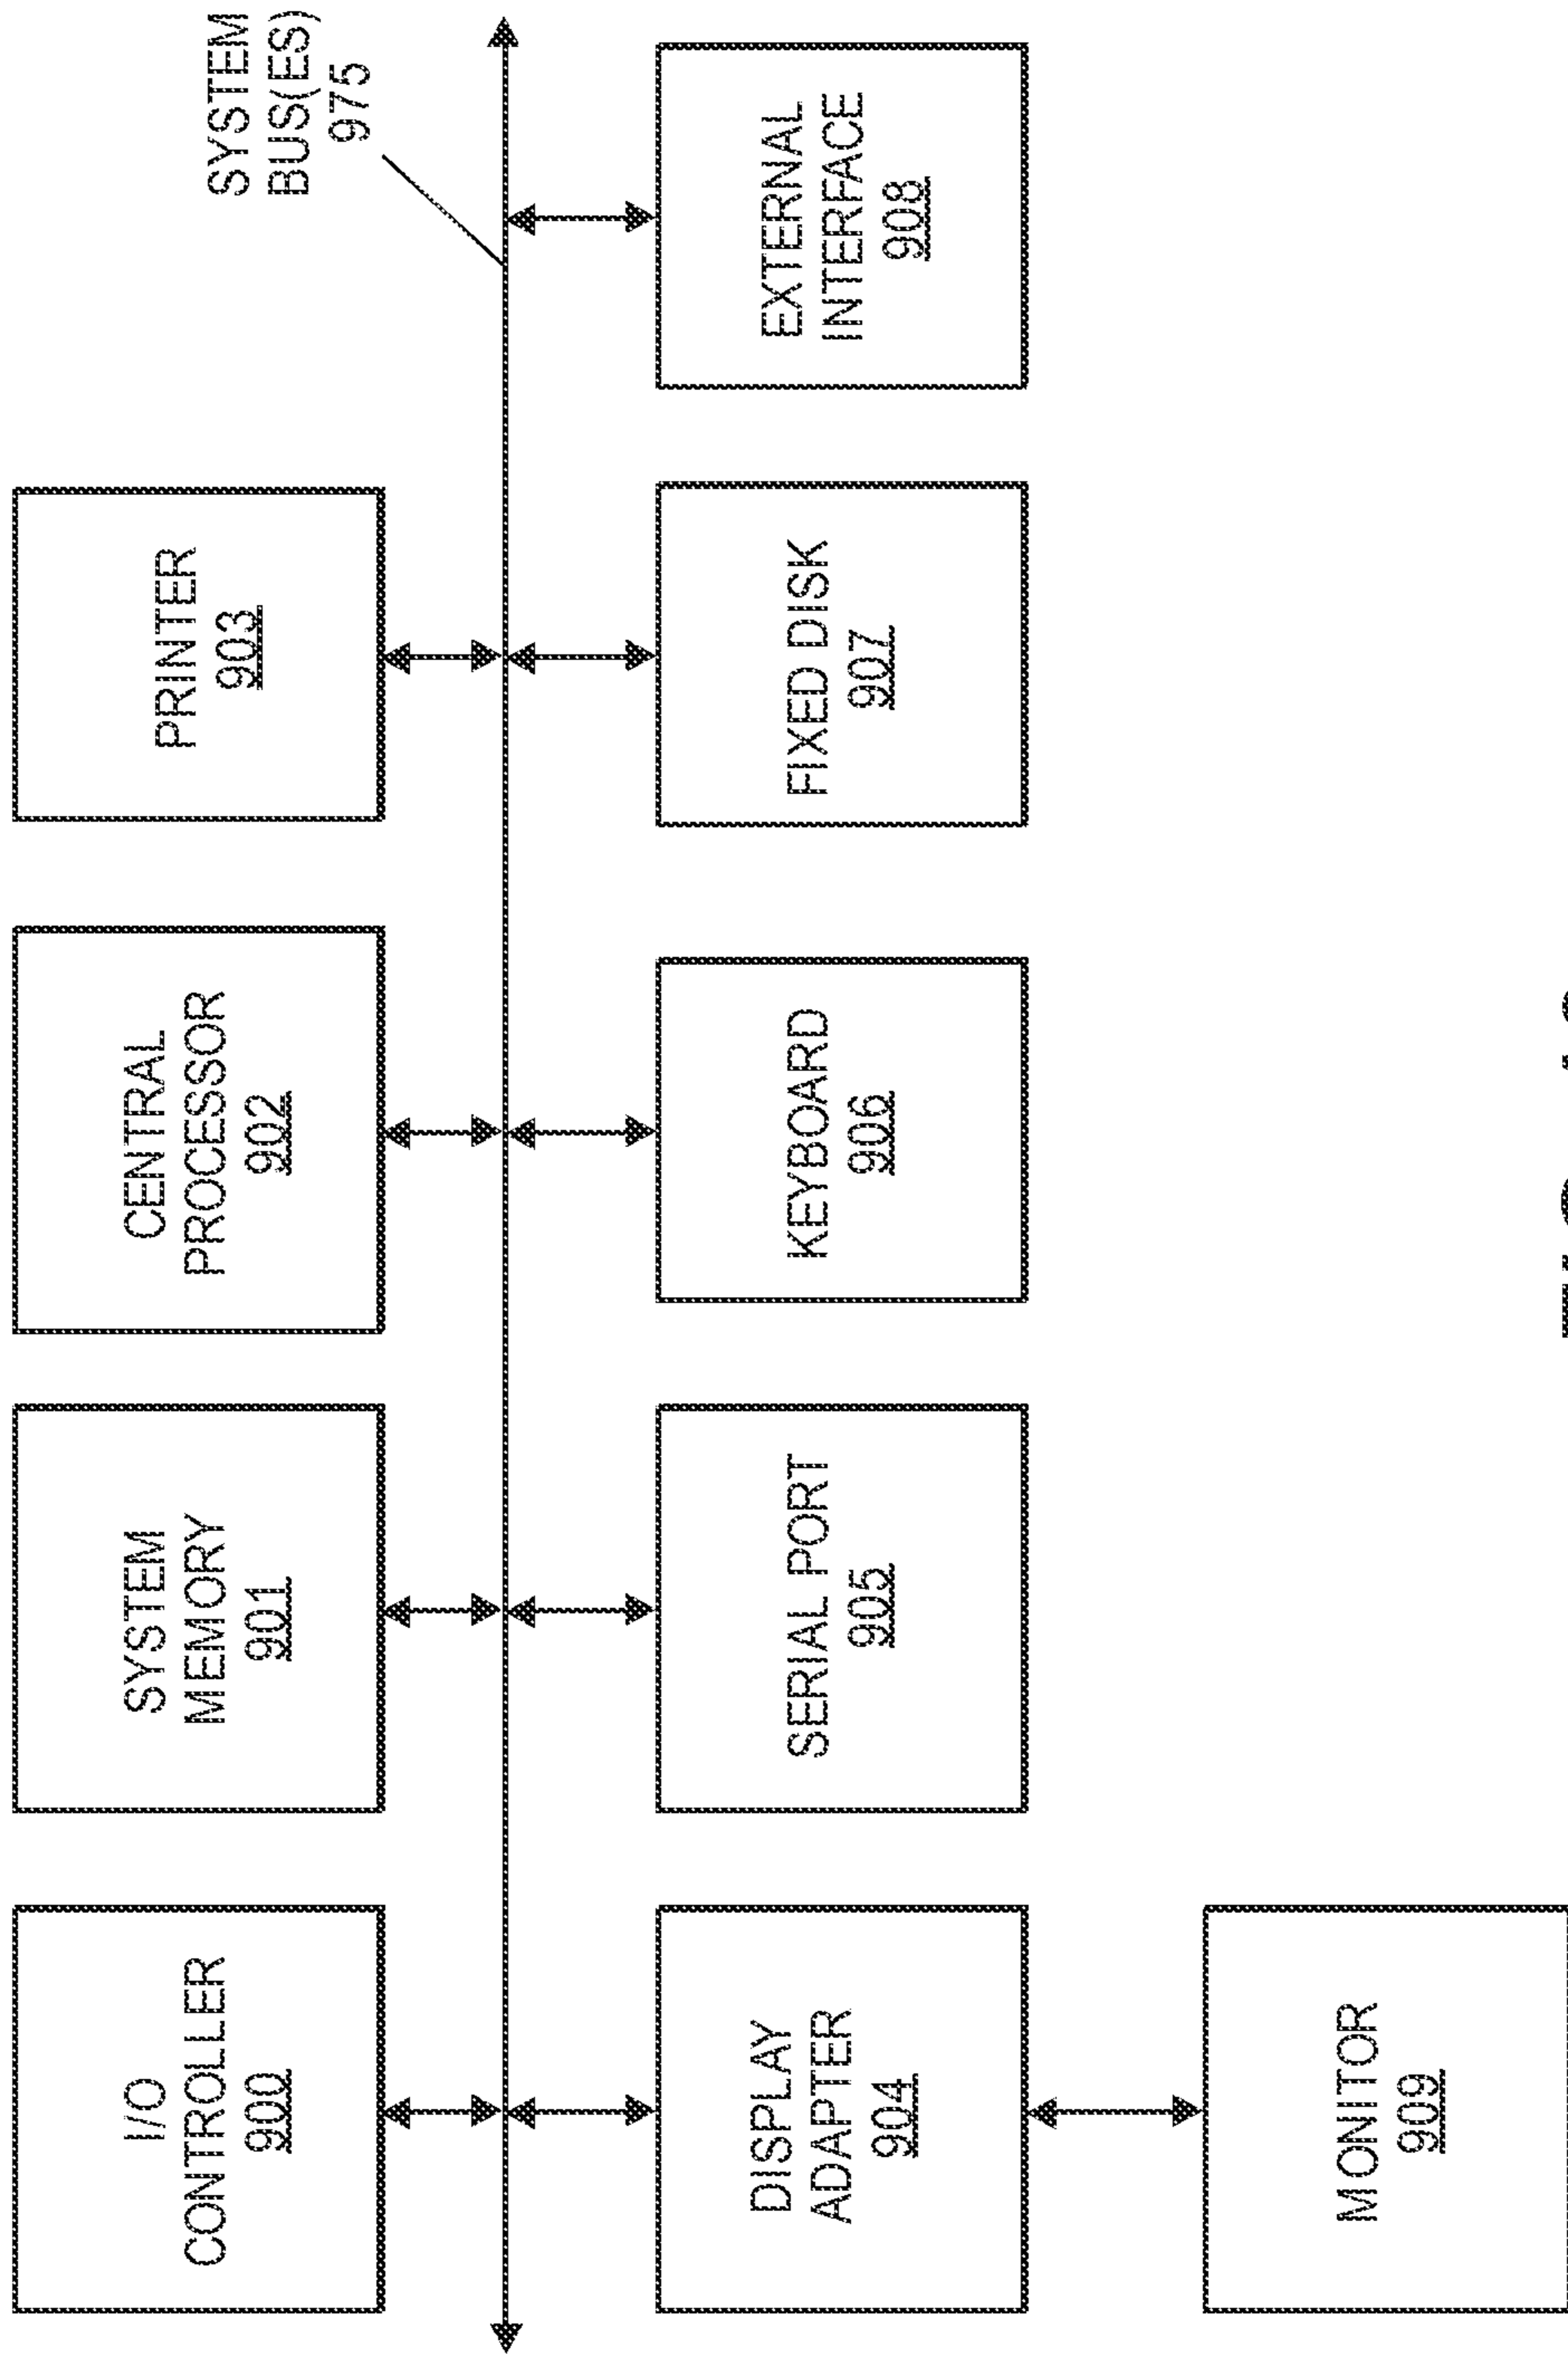 SYSTEM
BUS(ES)
975
I/O
CONTROLLER
900
SYSTEM
MEMORY
901
CENTRAL
PROCESSOR
902
PRINTER
903
DISPLAY
ADAPTER
904
SERIAL PORT
905
KEYBOARD
906
FIXED DISK
907
EXTERNAL
INTERFACE
908
MONITOR
909